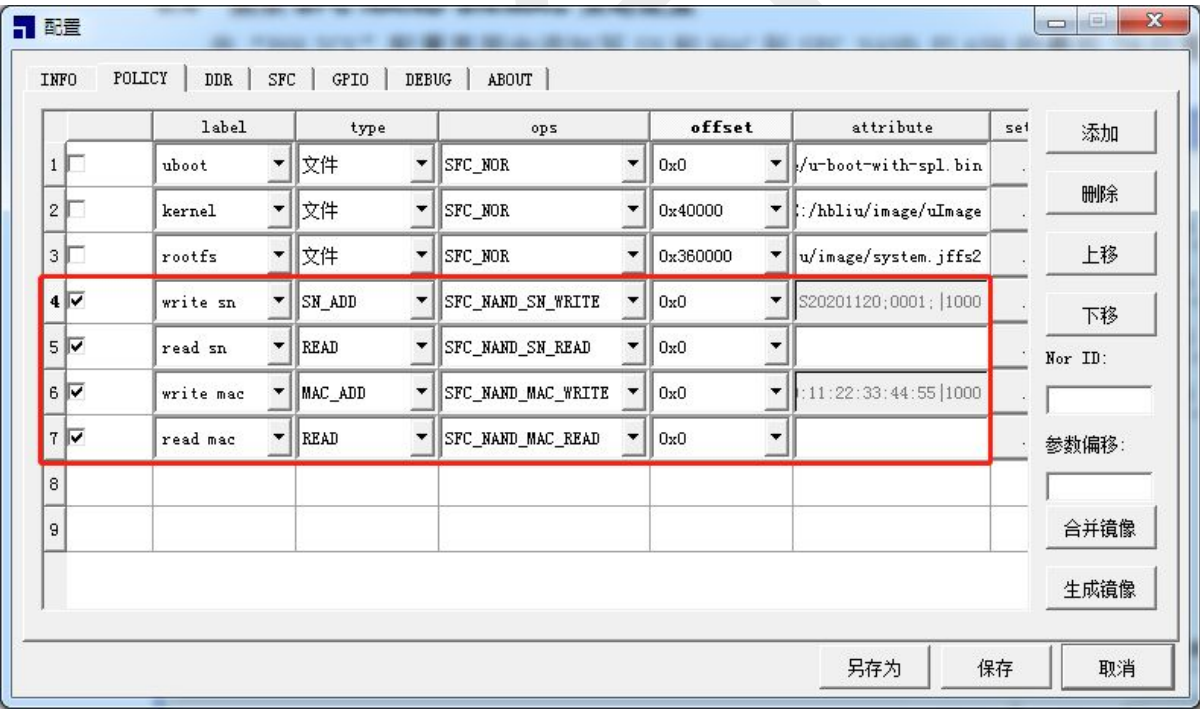 配置
INFO POLICY DDR SFC GPIO DEBUG ABOUT
label type ops offset attribute set
添加
1 uboot 文件 SFC_NOR 0x0 /u-boot-with-spl.bin
删除
2 kernel 文件 SFC_NOR 0x40000 :/hbliu/image/uImage
3 rootfs 文件 SFC_NOR 0x360000 u/image/system.jffs2
上移
4 write sn SN_ADD SFC_NAND_SN_WRITE 0x0 S20201120;0001;|1000
下移
5 read sn READ SFC_NAND_SN_READ 0x0
Nor ID:
6 write mac MAC_ADD SFC_NAND_MAC_WRITE 0x0 :11:22:33:44:55|1000
7 read mac READ SFC_NAND_MAC_READ 0x0
参数偏移:
8
9
合并镜像
生成镜像
另存为 保存 取消